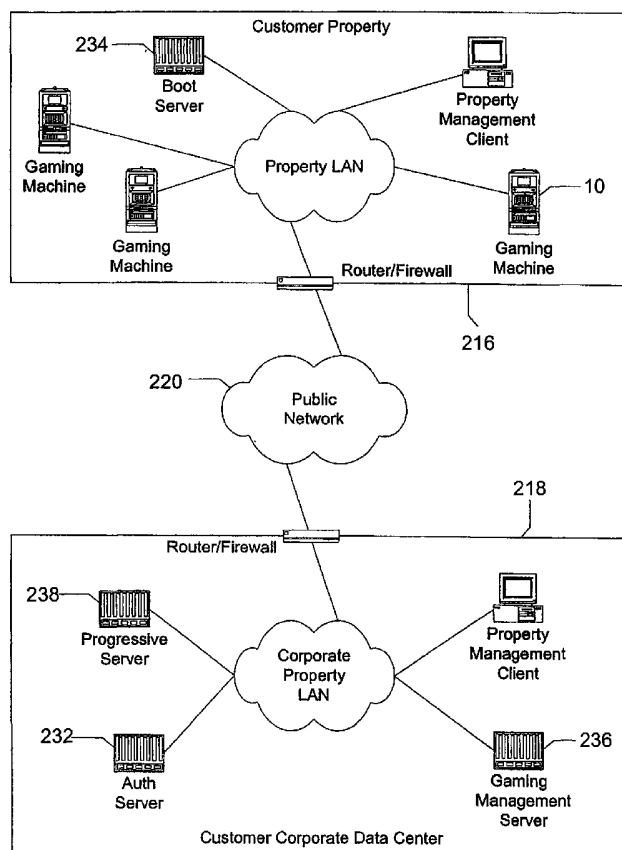 Customer Property
234
Boot
Server
Property
Management
Client
Gaming
Machine
Property LAN
10
Gaming
Machine
Gaming
Machine
Router/Firewall
216
220
Public
Network
218
Router/Firewall
238
Progressive
Server
Property
Management
Client
Corporate
Property
LAN
232
Auth
Server
236
Gaming
Management
Server
Customer Corporate Data Center